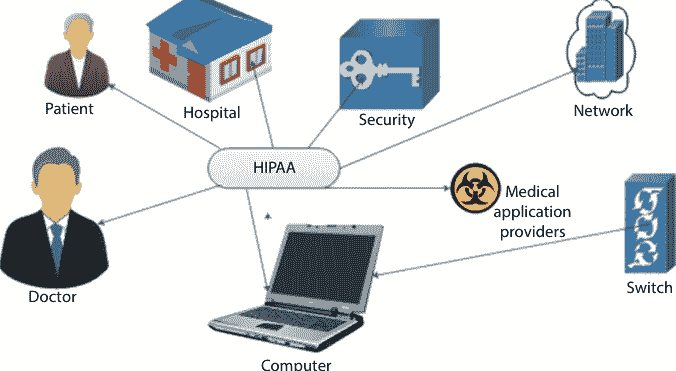 Patient
Hospital
Security
Network
HIPAA
Medical
application
providers
Doctor
Switch
Computer